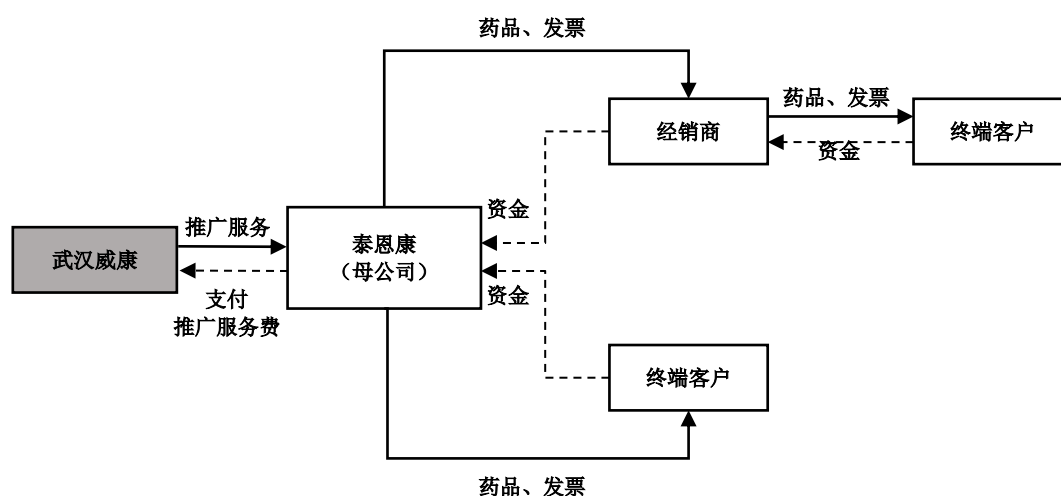 药品、发票
经销商
药品、发票
资金
终端客户
资金
武汉威康
推广服务
支付
推广服务费
泰恩康
（母公司）
资金
终端客户
药品、发票